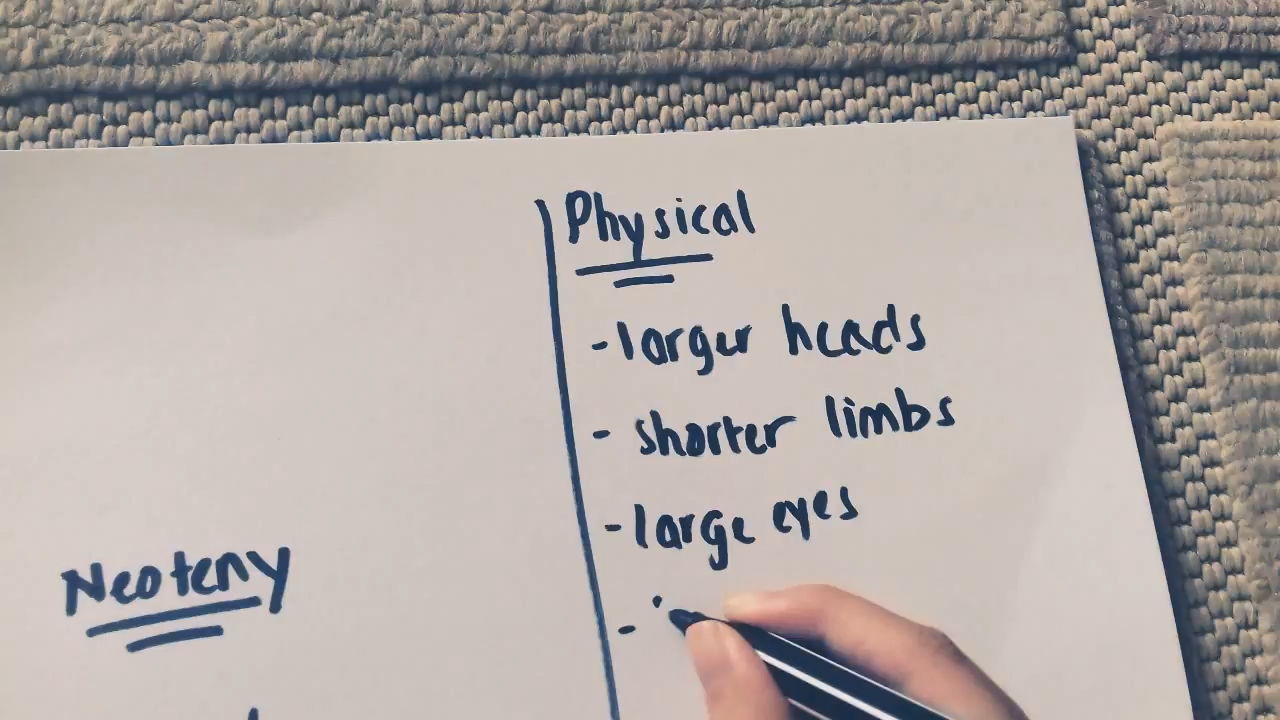 Physical
- larger heads
- shorter limbs
- large eyes
-
Neoteny